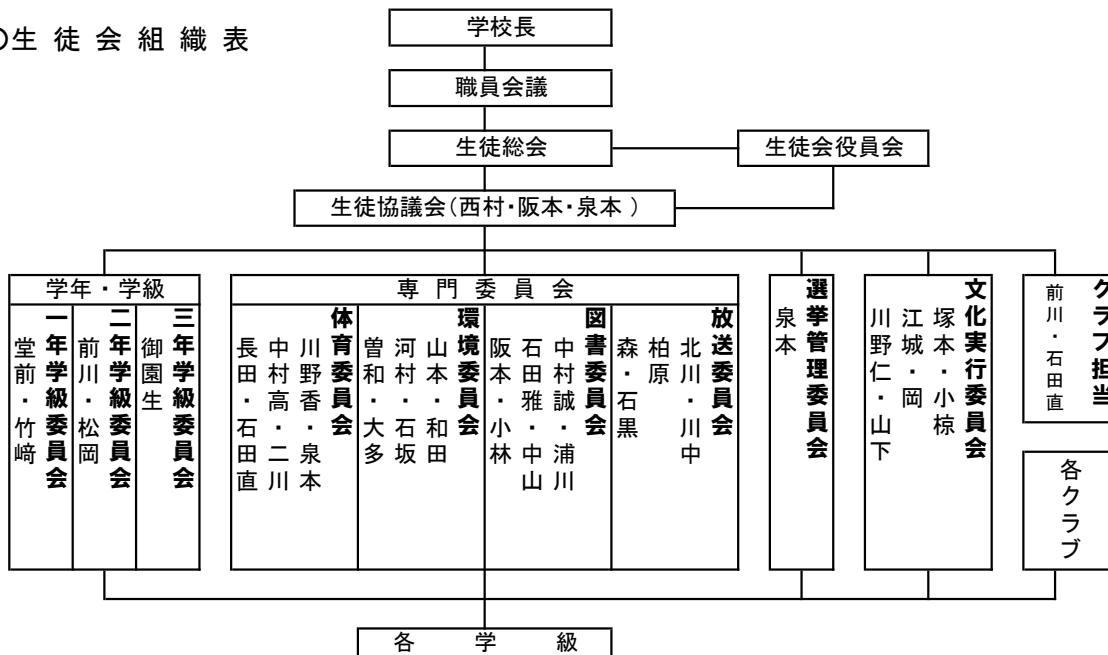 の生 徒 会 組 織 表
学校長
職員会議
生徒総会
生徒会役員会
生徒協議会(西村・阪本・泉本 )
学年・学級
三年学級委員会
御園生
二年学級委員会
前川・松岡
一年学級委員会
堂前・竹﨑
専 門 委 員 会
放送委員会
北川・川中
柏原
森・石黒
図書委員会
中村誠・浦川
石田雅・中山
阪本・小林
環境委員会
山本・和田
河村・石坂
曽和・大多
体育委員会
川野香・泉本
中村高・二川
長田・石田直
選挙管理委員会
泉本
文化実行委員会
塚本・小椋
江城・岡
川野仁・山下
クラブ担当
前川・石田直
各クラブ
各 学 級